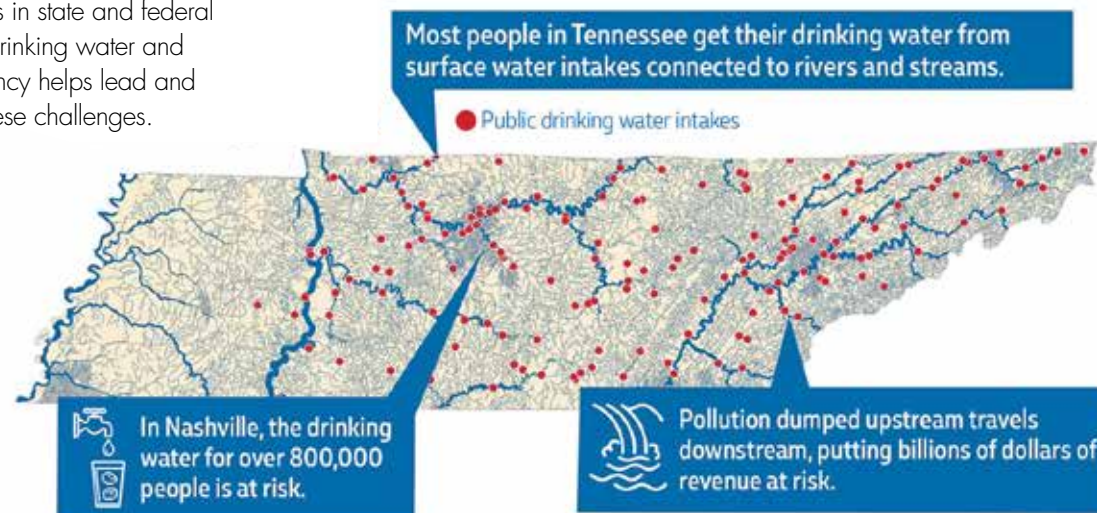 s in state and federal
rinking water and
ncy helps lead and
ese challenges.
Most people in Tennessee get their drinking water from
surface water intakes connected to rivers and streams.
Public drinking water intakes
In Nashville, the drinking
water for over 800,000
people is at risk.
Pollution dumped upstream travels
downstream, putting billions of dollars of
revenue at risk.